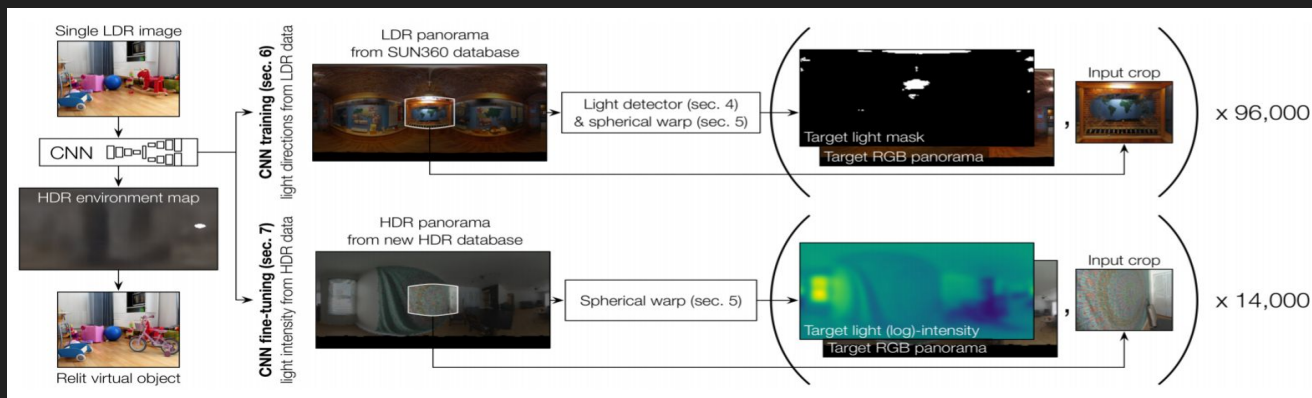 Single LDR image
CNN
HDR environment map
Relit virtual object
CNN training (sec. 6)
light directions from LDR data
LDR panorama
from SUN360 database
Light detector (sec. 4)
& spherical warp (sec. 5)
Target light mask
Target RGB panorama
,
Input crop
x 96,000
CNN fine-tuning (sec. 7)
light intensity from HDR data
HDR panorama
from new HDR database
Spherical warp (sec. 5)
Target light (log)-intensity
Target RGB panorama
,
Input crop
x 14,000